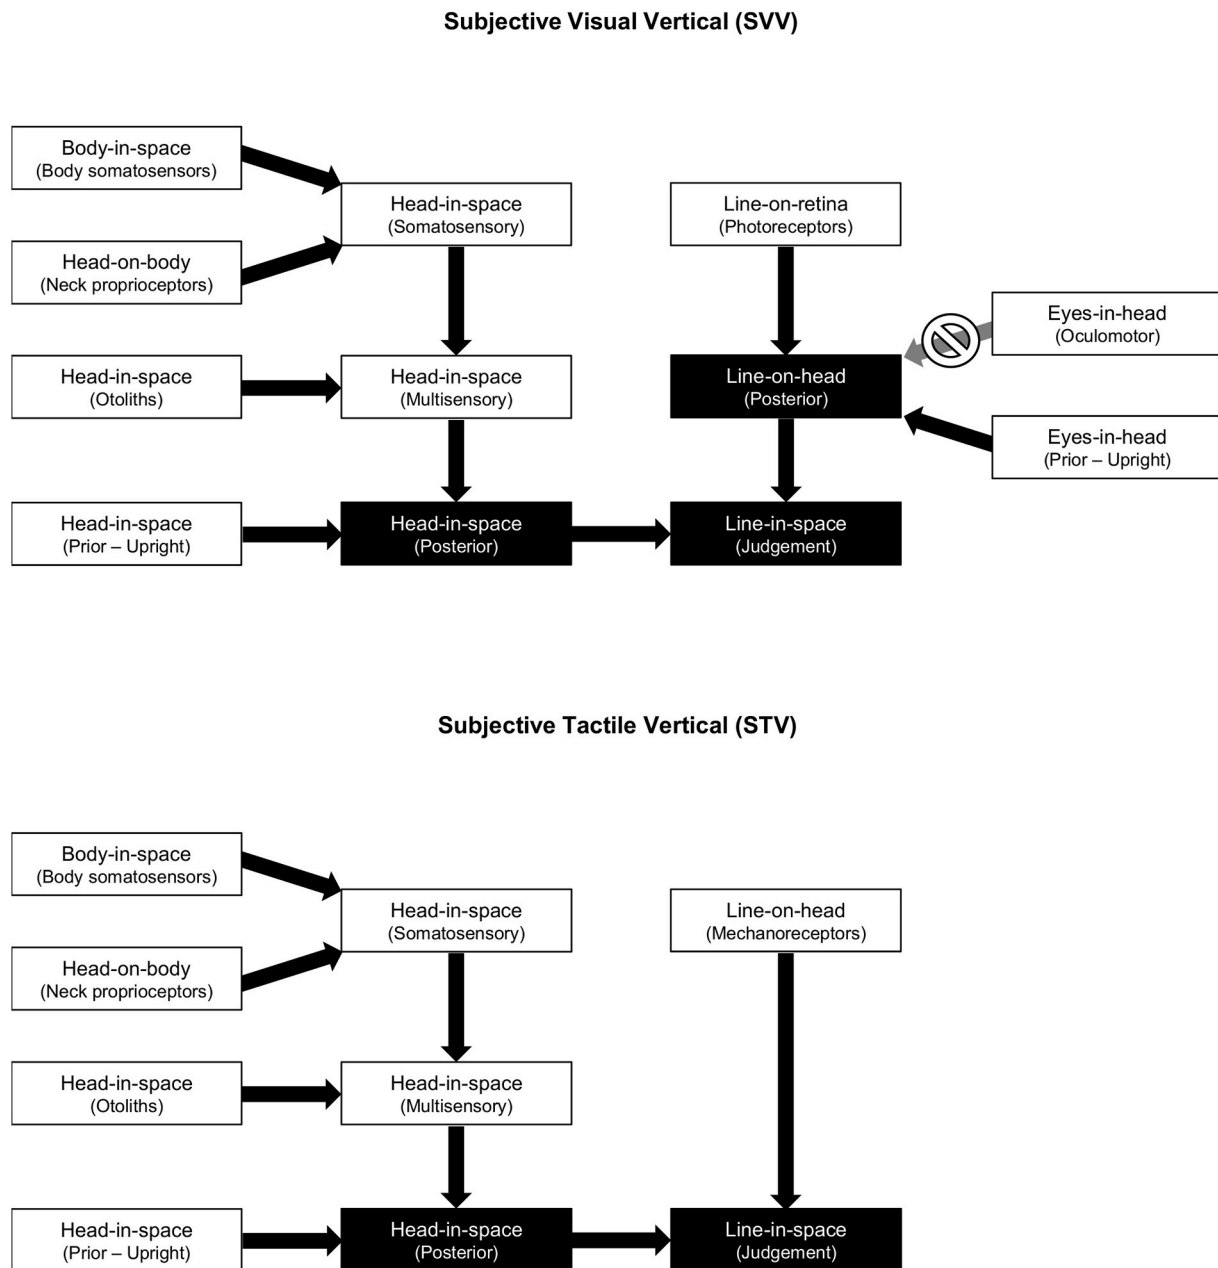 Subjective Visual Vertical (SVV)
Body-in-space
(Body somatosensors)
Head-in-space
(Somatosensory)
Line-on-retina
(Photoreceptors)
Head-on-body
(Neck proprioceptors)
Eyes-in-head
(Oculomotor)
Head-in-space
(Otoliths)
Head-in-space
(Multisensory)
Line-on-head
(Posterior)
Eyes-in-head
(Prior – Upright)
Head-in-space
(Prior – Upright)
Head-in-space
(Posterior)
Line-in-space
(Judgement)
Subjective Tactile Vertical (STV)
Body-in-space
(Body somatosensors)
Head-in-space
(Somatosensory)
Line-on-head
(Mechanoreceptors)
Head-on-body
(Neck proprioceptors)
Head-in-space
(Otoliths)
Head-in-space
(Multisensory)
Head-in-space
(Prior – Upright)
Head-in-space
(Posterior)
Line-in-space
(Judgement)